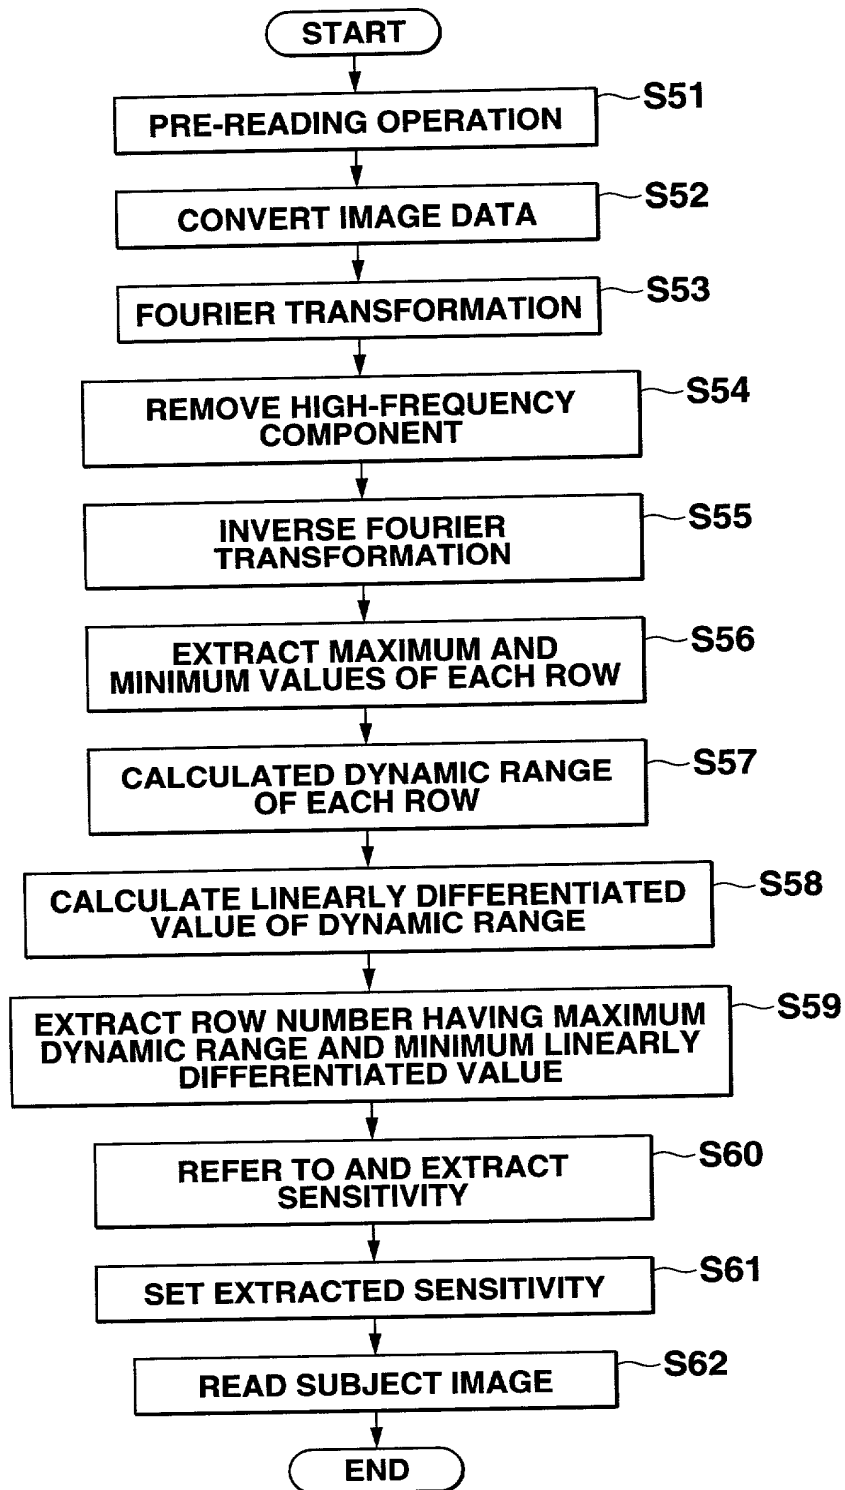 START
S51
PRE-READING OPERATION
S52
CONVERT IMAGE DATA
S53
FOURIER TRANSFORMATION
S54
REMOVE HIGH-FREQUENCY
COMPONENT
S55
INVERSE FOURIER
TRANSFORMATION
S56
EXTRACT MAXIMUM AND
MINIMUM VALUES OF EACH ROW
S57
CALCULATED DYNAMIC RANGE
OF EACH ROW
S58
CALCULATE LINEARLY DIFFERENTIATED
VALUE OF DYNAMIC RANGE
S59
EXTRACT ROW NUMBER HAVING MAXIMUM
DYNAMIC RANGE AND MINIMUM LINEARLY
DIFFERENTIATED VALUE
S60
REFER TO AND EXTRACT
SENSITIVITY
S61
SET EXTRACTED SENSITIVITY
S62
READ SUBJECT IMAGE
END